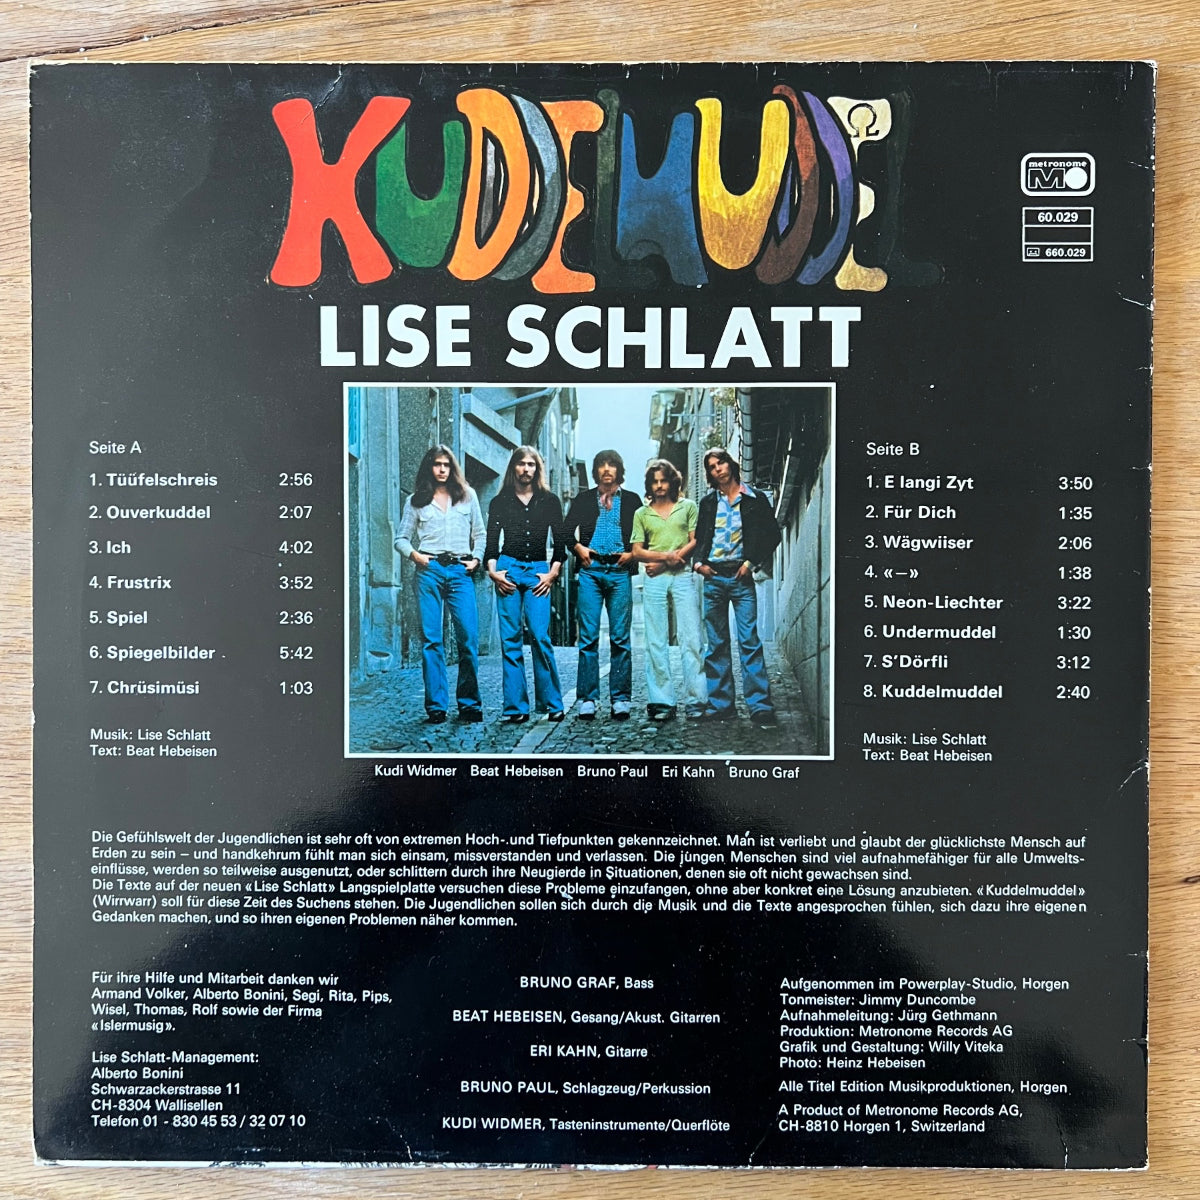 KUDDELMUDDEL
metronome
60.029
660.029
LISE SCHLATT
Seite A
1. Tüüfelschreis 2:56
2. Ouverkuddel 2:07
3. Ich 4:02
4. Frustrix 3:52
5. Spiel 2:36
6. Spiegelbilder 5:42
7. Chrüsimüsi 1:03
Musik: Lise Schlatt
Text: Beat Hebeisen
Seite B
1. E langi Zyt 3:50
2. Für Dich 1:35
3. Wägwiiser 2:06
4. «–» 1:38
5. Neon-Liechter 3:22
6. Undermuddel 1:30
7. S'Dörfli 3:12
8. Kuddelmuddel 2:40
Musik: Lise Schlatt
Text: Beat Hebeisen
Kudi Widmer Beat Hebeisen Bruno Paul Eri Kahn Bruno Graf
Die Gefühlswelt der Jugendlichen ist sehr oft von extremen Hoch- und Tiefpunkten gekennzeichnet. Man ist verliebt und glaubt der glücklichste Mensch auf
Erden zu sein – und handkehrum fühlt man sich einsam, missverstanden und verlassen. Die jungen Menschen sind viel aufnahmefähiger für alle Umwelts-
einflüsse, werden so teilweise ausgenutzt, oder schlittern durch ihre Neugierde in Situationen, denen sie oft nicht gewachsen sind.
Die Texte auf der neuen «Lise Schlatt» Langspielplatte versuchen diese Probleme einzufangen, ohne aber konkret eine Lösung anzubieten. «Kuddelmuddel»
(Wirrwarr) soll für diese Zeit des Suchens stehen. Die Jugendlichen sollen sich durch die Musik und die Texte angesprochen fühlen, sich dazu ihre eigenen
Gedanken machen, und so ihren eigenen Problemen näher kommen.
Für ihre Hilfe und Mitarbeit danken wir
Armand Volker, Alberto Bonini, Segi, Rita, Pips,
Wisel, Thomas, Rolf sowie der Firma
«Islermusig».
Lise Schlatt-Management:
Alberto Bonini
Schwarzackerstrasse 11
CH-8304 Wallisellen
Telefon 01 - 830 45 53 / 32 07 10
BRUNO GRAF, Bass
BEAT HEBEISEN, Gesang/Akust. Gitarren
ERI KAHN, Gitarre
BRUNO PAUL, Schlagzeug/Perkussion
KUDI WIDMER, Tasteninstrumente/Querflöte
Aufgenommen im Powerplay-Studio, Horgen
Tonmeister: Jimmy Duncombe
Aufnahmeleitung: Jürg Gethmann
Produktion: Metronome Records AG
Grafik und Gestaltung: Willy Viteka
Photo: Heinz Hebeisen
Alle Titel Edition Musikproduktionen, Horgen
A Product of Metronome Records AG,
CH-8810 Horgen 1, Switzerland